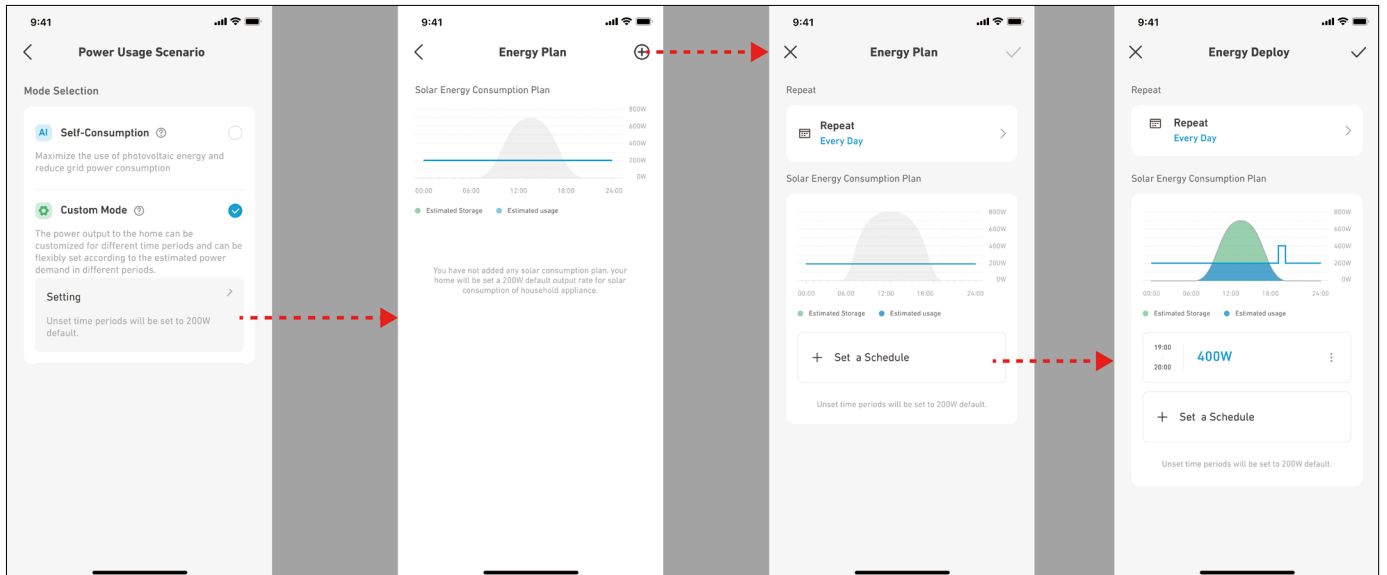 9:41
Power Usage Scenario
Mode Selection
AI Self-Consumption ?
Maximize the use of photovoltaic energy and
reduce grid power consumption
Custom Mode ?
The power output to the home can be
customized for different time periods and can be
flexibly set according to the estimated power
demand in different periods.
Setting
Unset time periods will be set to 200W
default.
9:41
Energy Plan
Solar Energy Consumption Plan
800W
600W
400W
200W
0W
00:00 06:00 12:00 18:00 24:00
Estimated Storage Estimated usage
You have not added any solar consumption plan, your
home will be set a 200W default output rate for solar
consumption of household appliance.
9:41
Energy Plan
Repeat
Repeat
Every Day
Solar Energy Consumption Plan
800W
600W
400W
200W
0W
00:00 06:00 12:00 18:00 24:00
Estimated Storage Estimated usage
+ Set a Schedule
Unset time periods will be set to 200W default.
9:41
Energy Deploy
Repeat
Repeat
Every Day
Solar Energy Consumption Plan
800W
600W
400W
200W
0W
00:00 06:00 12:00 18:00 24:00
Estimated Storage Estimated usage
19:00
400W
20:00
+ Set a Schedule
Unset time periods will be set to 200W default.